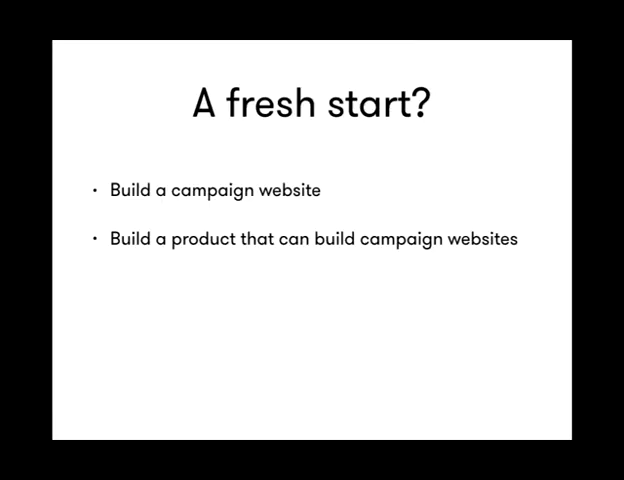 A fresh start?
· Build a campaign website
· Build a product that can build campaign websites